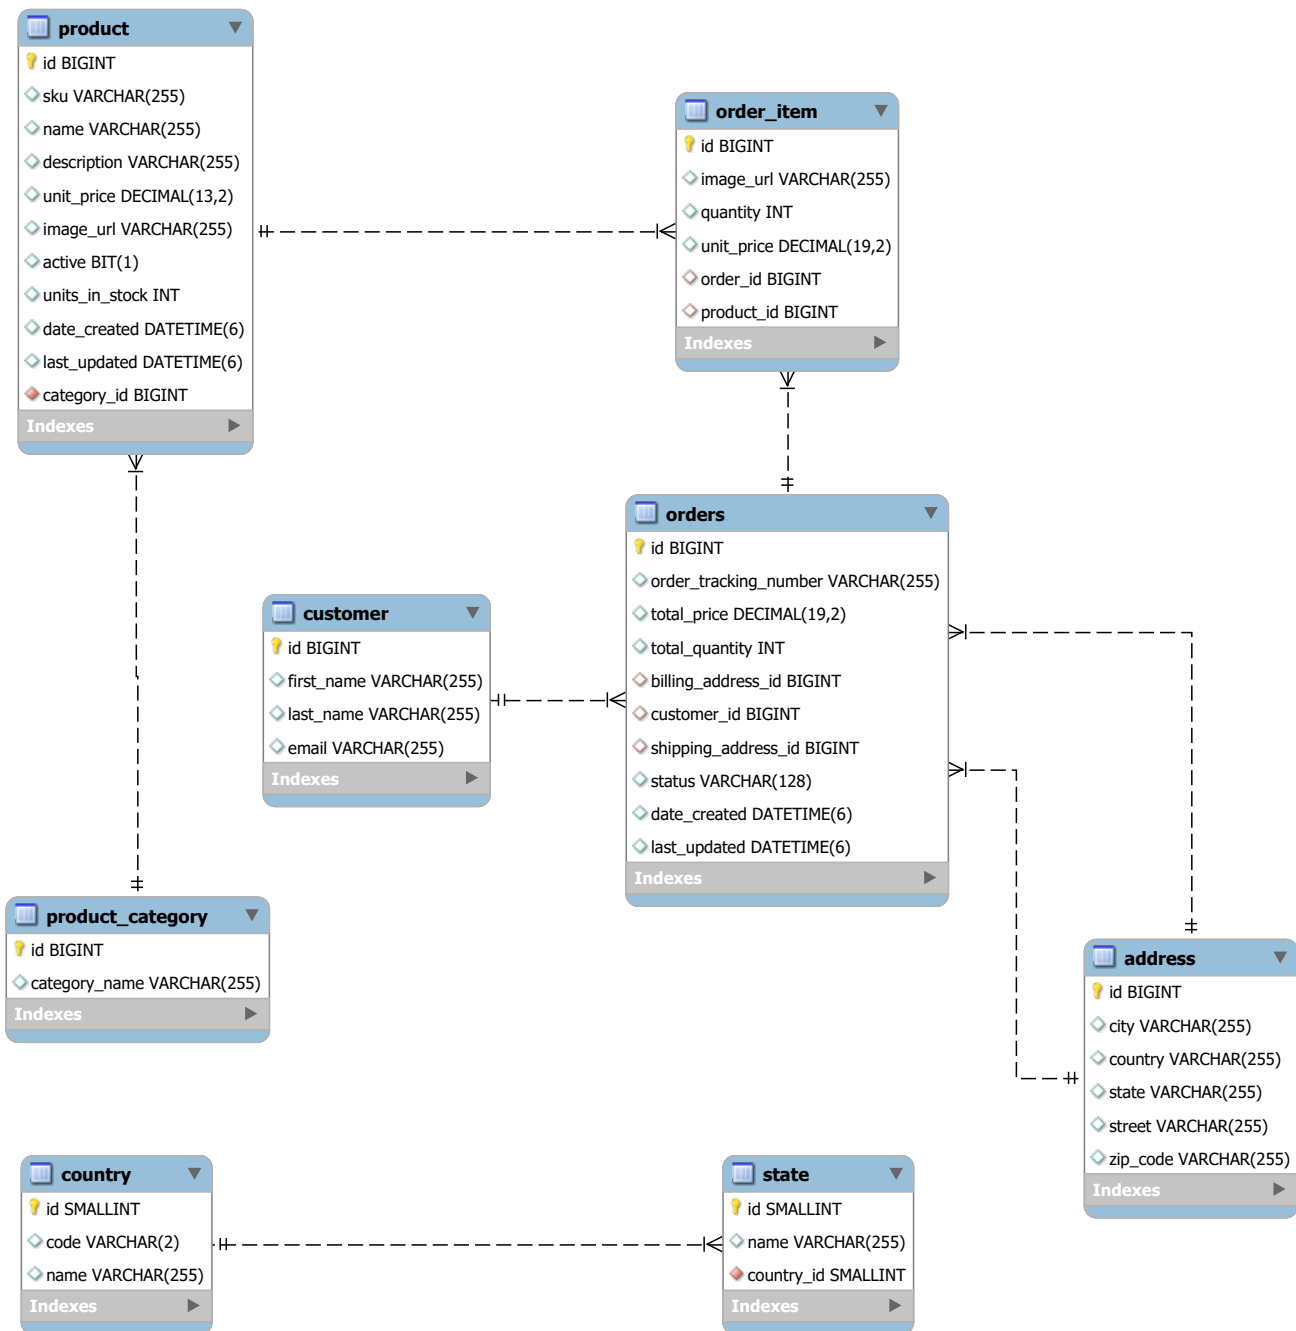 product
id BIGINT
sku VARCHAR(255)
name VARCHAR(255)
description VARCHAR(255)
unit_price DECIMAL(13,2)
image_url VARCHAR(255)
active BIT(1)
units_in_stock INT
date_created DATETIME(6)
last_updated DATETIME(6)
category_id BIGINT
Indexes
order_item
id BIGINT
image_url VARCHAR(255)
quantity INT
unit_price DECIMAL(19,2)
order_id BIGINT
product_id BIGINT
Indexes
orders
id BIGINT
order_tracking_number VARCHAR(255)
total_price DECIMAL(19,2)
total_quantity INT
billing_address_id BIGINT
customer_id BIGINT
shipping_address_id BIGINT
status VARCHAR(128)
date_created DATETIME(6)
last_updated DATETIME(6)
Indexes
customer
id BIGINT
first_name VARCHAR(255)
last_name VARCHAR(255)
email VARCHAR(255)
Indexes
product_category
id BIGINT
category_name VARCHAR(255)
Indexes
address
id BIGINT
city VARCHAR(255)
country VARCHAR(255)
state VARCHAR(255)
street VARCHAR(255)
zip_code VARCHAR(255)
Indexes
country
id SMALLINT
code VARCHAR(2)
name VARCHAR(255)
Indexes
state
id SMALLINT
name VARCHAR(255)
country_id SMALLINT
Indexes